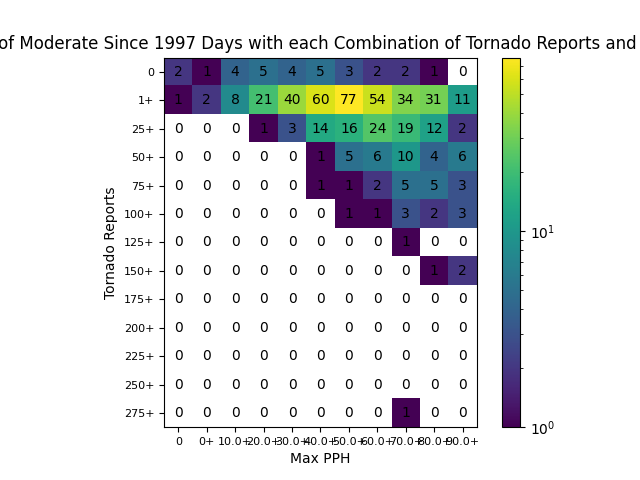 of Moderate Since 1997 Days with each Combination of Tornado Reports and
0 2 1 4 5 4 5 3 2 2 1 0
1+ 1 2 8 21 40 60 77 54 34 31 11
25+ 0 0 0 1 3 14 16 24 19 12 2
50+ 0 0 0 0 0 1 5 6 10 4 6
75+ 0 0 0 0 0 1 1 2 5 5 3
100+ 0 0 0 0 0 0 1 1 3 2 3
125+ 0 0 0 0 0 0 0 0 1 0 0
150+ 0 0 0 0 0 0 0 0 0 1 2
175+ 0 0 0 0 0 0 0 0 0 0 0
200+ 0 0 0 0 0 0 0 0 0 0 0
225+ 0 0 0 0 0 0 0 0 0 0 0
250+ 0 0 0 0 0 0 0 0 0 0 0
275+ 0 0 0 0 0 0 0 0 1 0 0
0 0+ 10.0+ 20.0+ 30.0+ 40.0+ 50.0+ 60.0+ 70.0+ 80.0+ 90.0+
Max PPH
Tornado Reports
10¹
10⁰